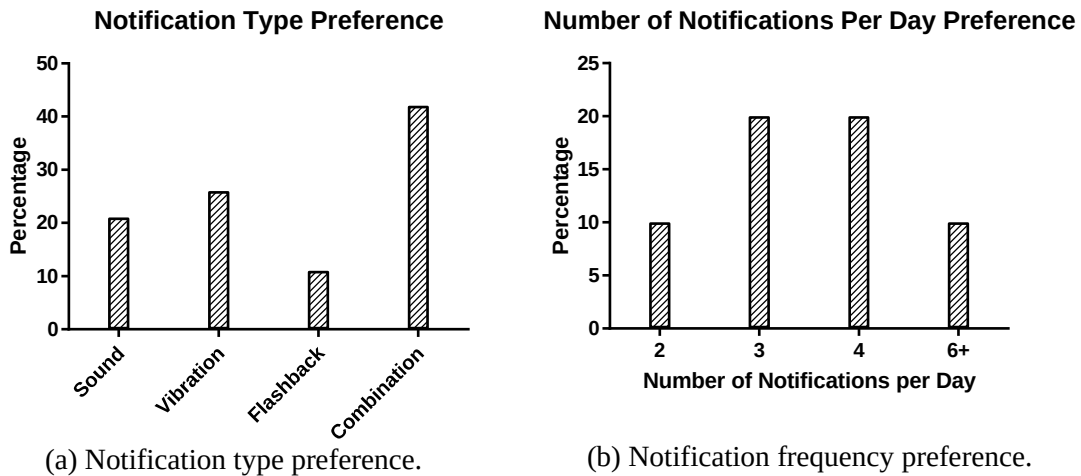 Notification Type Preference
50
40
30
20
10
0
Percentage
Sound
Vibration
Flashback
Combination
(a) Notification type preference.
Number of Notifications Per Day Preference
25
20
15
10
5
0
Percentage
2
3
4
6+
Number of Notifications per Day
(b) Notification frequency preference.